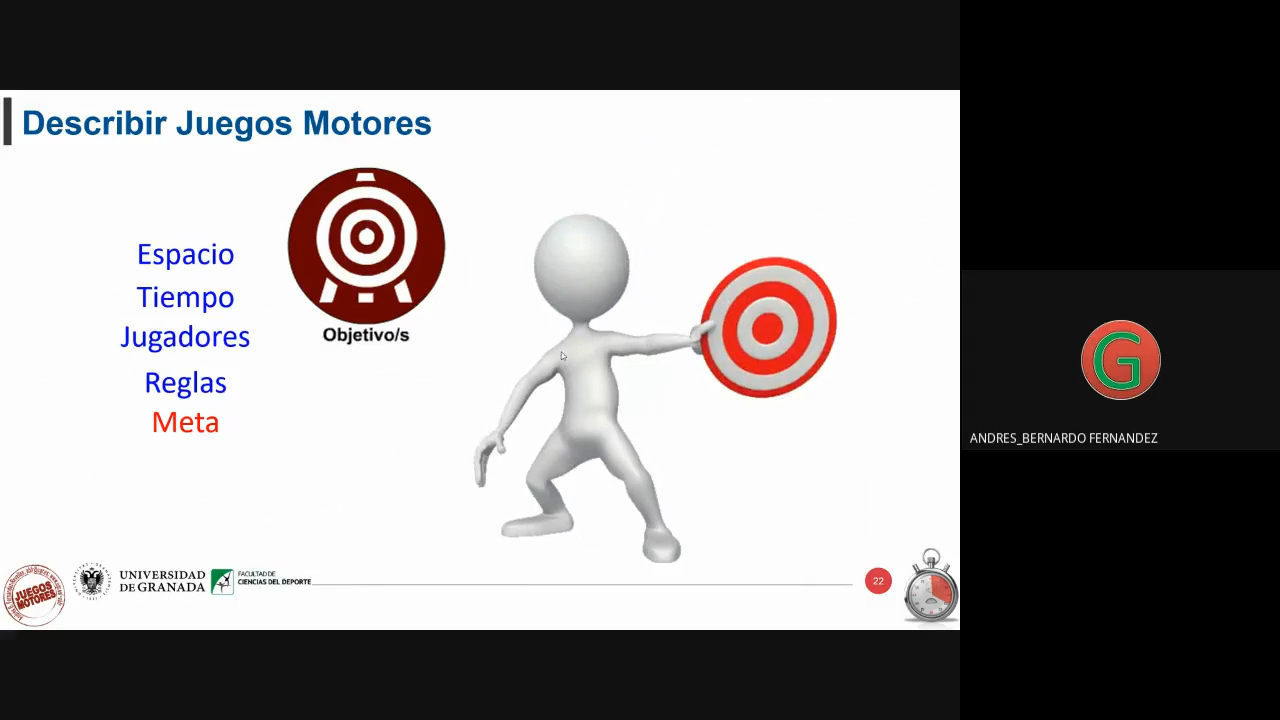 Describir Juegos Motores
Espacio
Tiempo
Jugadores
Reglas
Meta
Objetivo/s
JUEGOS
MOTORES
UNIVERSIDAD
DE GRANADA
FACULTAD DE
CIENCIAS DEL DEPORTE
22
G
ANDRES_BERNARDO FERNANDEZ